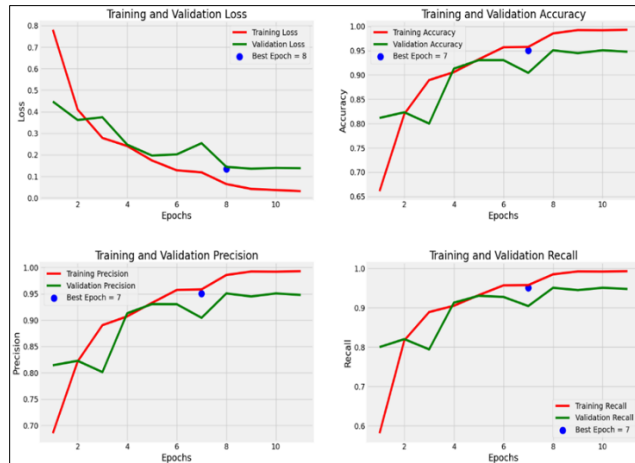 Training and Validation Loss
0.8
0.7
0.6
0.5
0.4
0.3
0.2
0.1
0.0
Loss
Training Loss
Validation Loss
Best Epoch = 8
2 4 6 8 10
Epochs
Training and Validation Accuracy
1.00
0.95
0.90
0.85
0.80
0.75
0.70
0.65
Accuracy
Training Accuracy
Validation Accuracy
Best Epoch = 7
2 4 6 8 10
Epochs
Training and Validation Precision
1.00
0.95
0.90
0.85
0.80
0.75
0.70
Precision
Training Precision
Validation Precision
Best Epoch = 7
2 4 6 8 10
Epochs
Training and Validation Recall
1.0
0.9
0.8
0.7
0.6
Recall
Training Recall
Validation Recall
Best Epoch = 7
2 4 6 8 10
Epochs